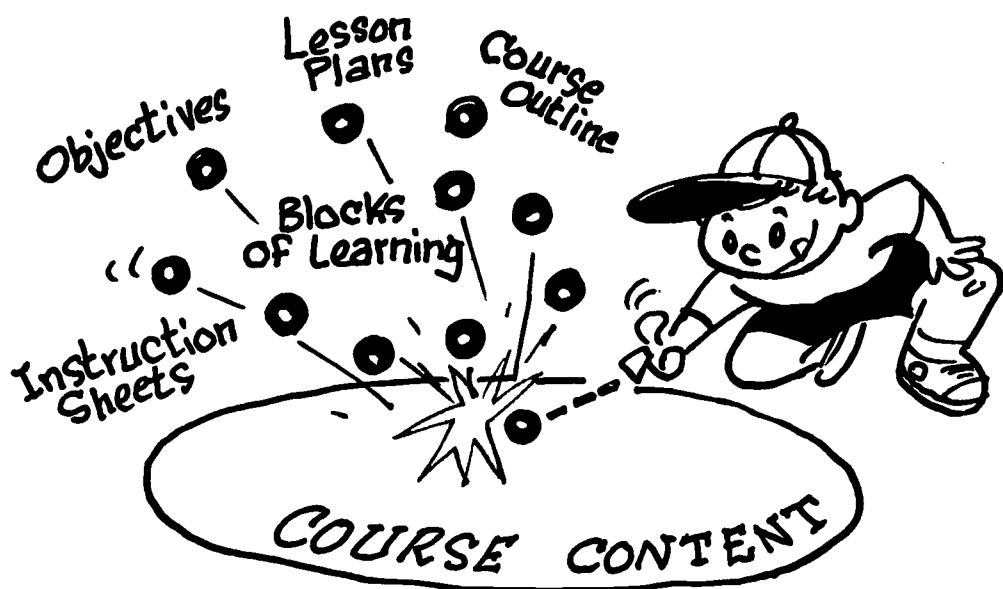 Lesson
Plans
Course
Outline
Objectives
Blocks
of Learning
Instruction
Sheets
COURSE CONTENT